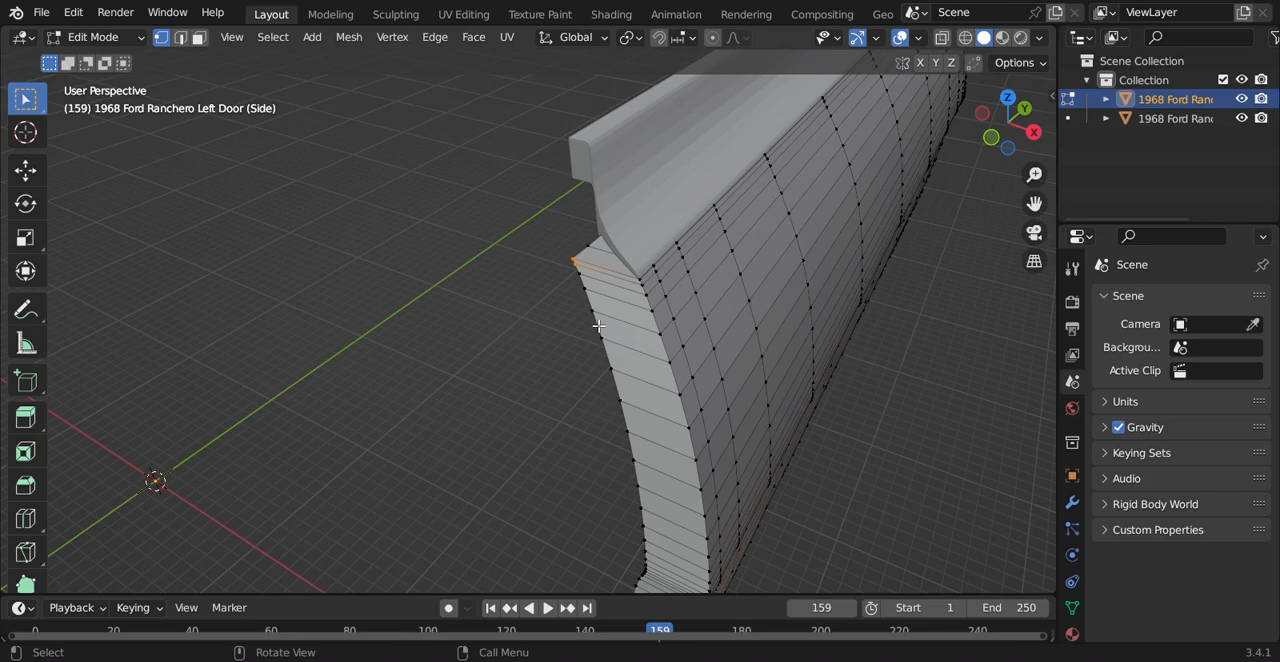 File Edit Render Window Help Layout Modeling Sculpting UV Editing Texture Paint Shading Animation Rendering Compositing Geo Scene ViewLayer
Edit Mode View Select Add Mesh Vertex Edge Face UV Global
X Y Z Options
User Perspective
(159) 1968 Ford Ranchero Left Door (Side)
Z
Y
X
Scene Collection
Collection
1968 Ford Ranc
1968 Ford Ranc
Scene
Scene
Camera
Backgrou...
Active Clip
Units
Gravity
Keying Sets
Audio
Rigid Body World
Custom Properties
Playback Keying View Marker 159 Start 1 End 250
0 20 40 60 80 100 120 140 159 180 200 220 240
Select Rotate View Call Menu 3.4.1